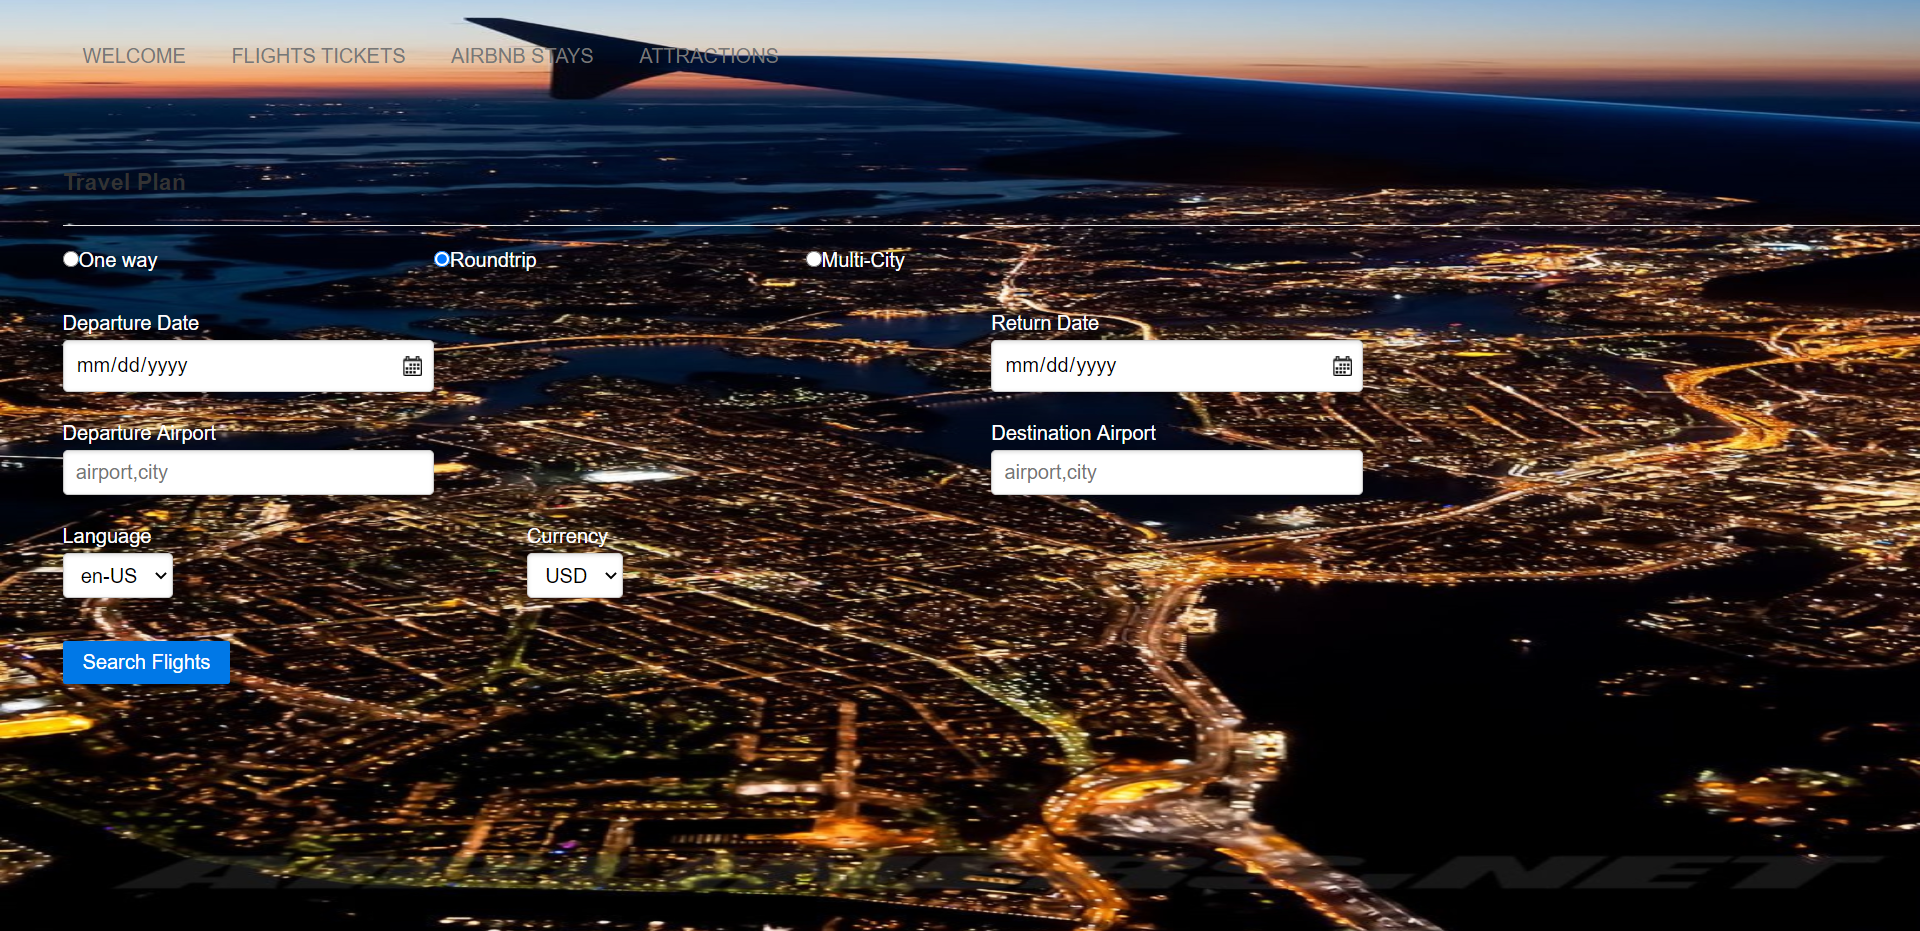 WELCOME FLIGHTS TICKETS AIRBNB STAYS ATTRACTIONS
Travel Plan
One way Roundtrip Multi-City
Departure Date Return Date
mm/dd/yyyy mm/dd/yyyy
Departure Airport Destination Airport
airport,city airport,city
Language Currency
en-US USD
Search Flights